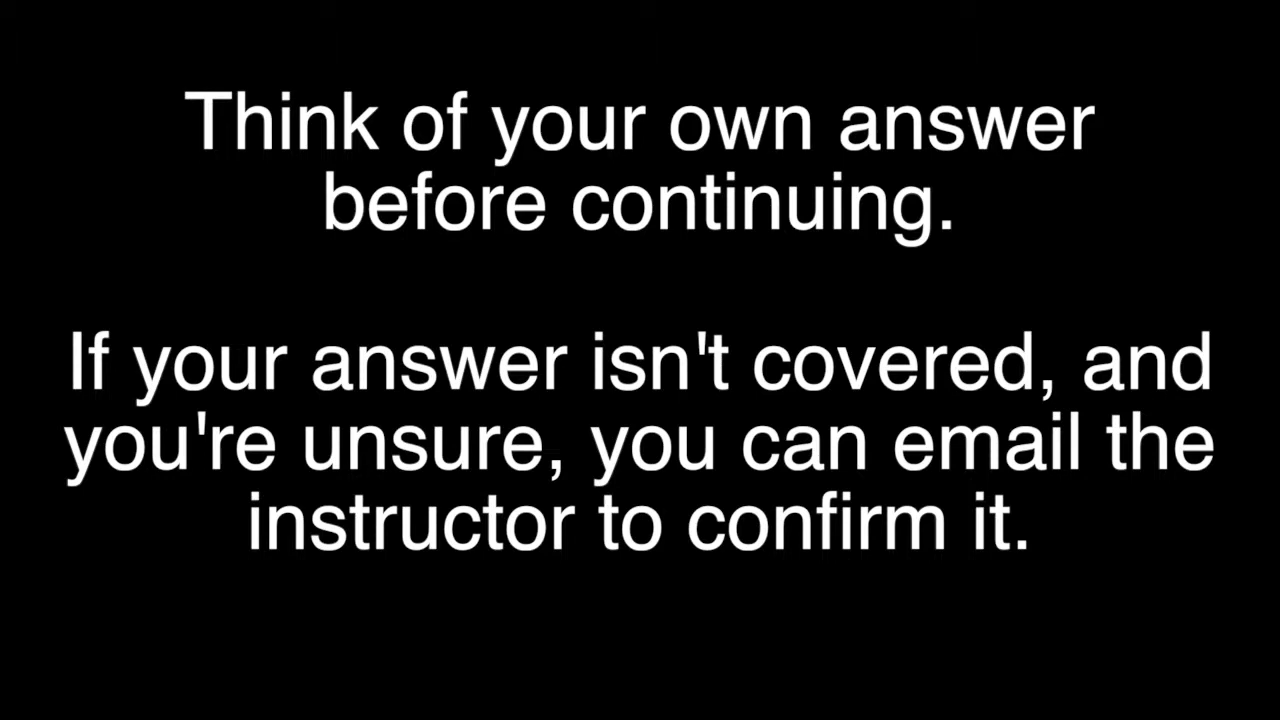 Think of your own answer
before continuing.
If your answer isn't covered, and
you're unsure, you can email the
instructor to confirm it.